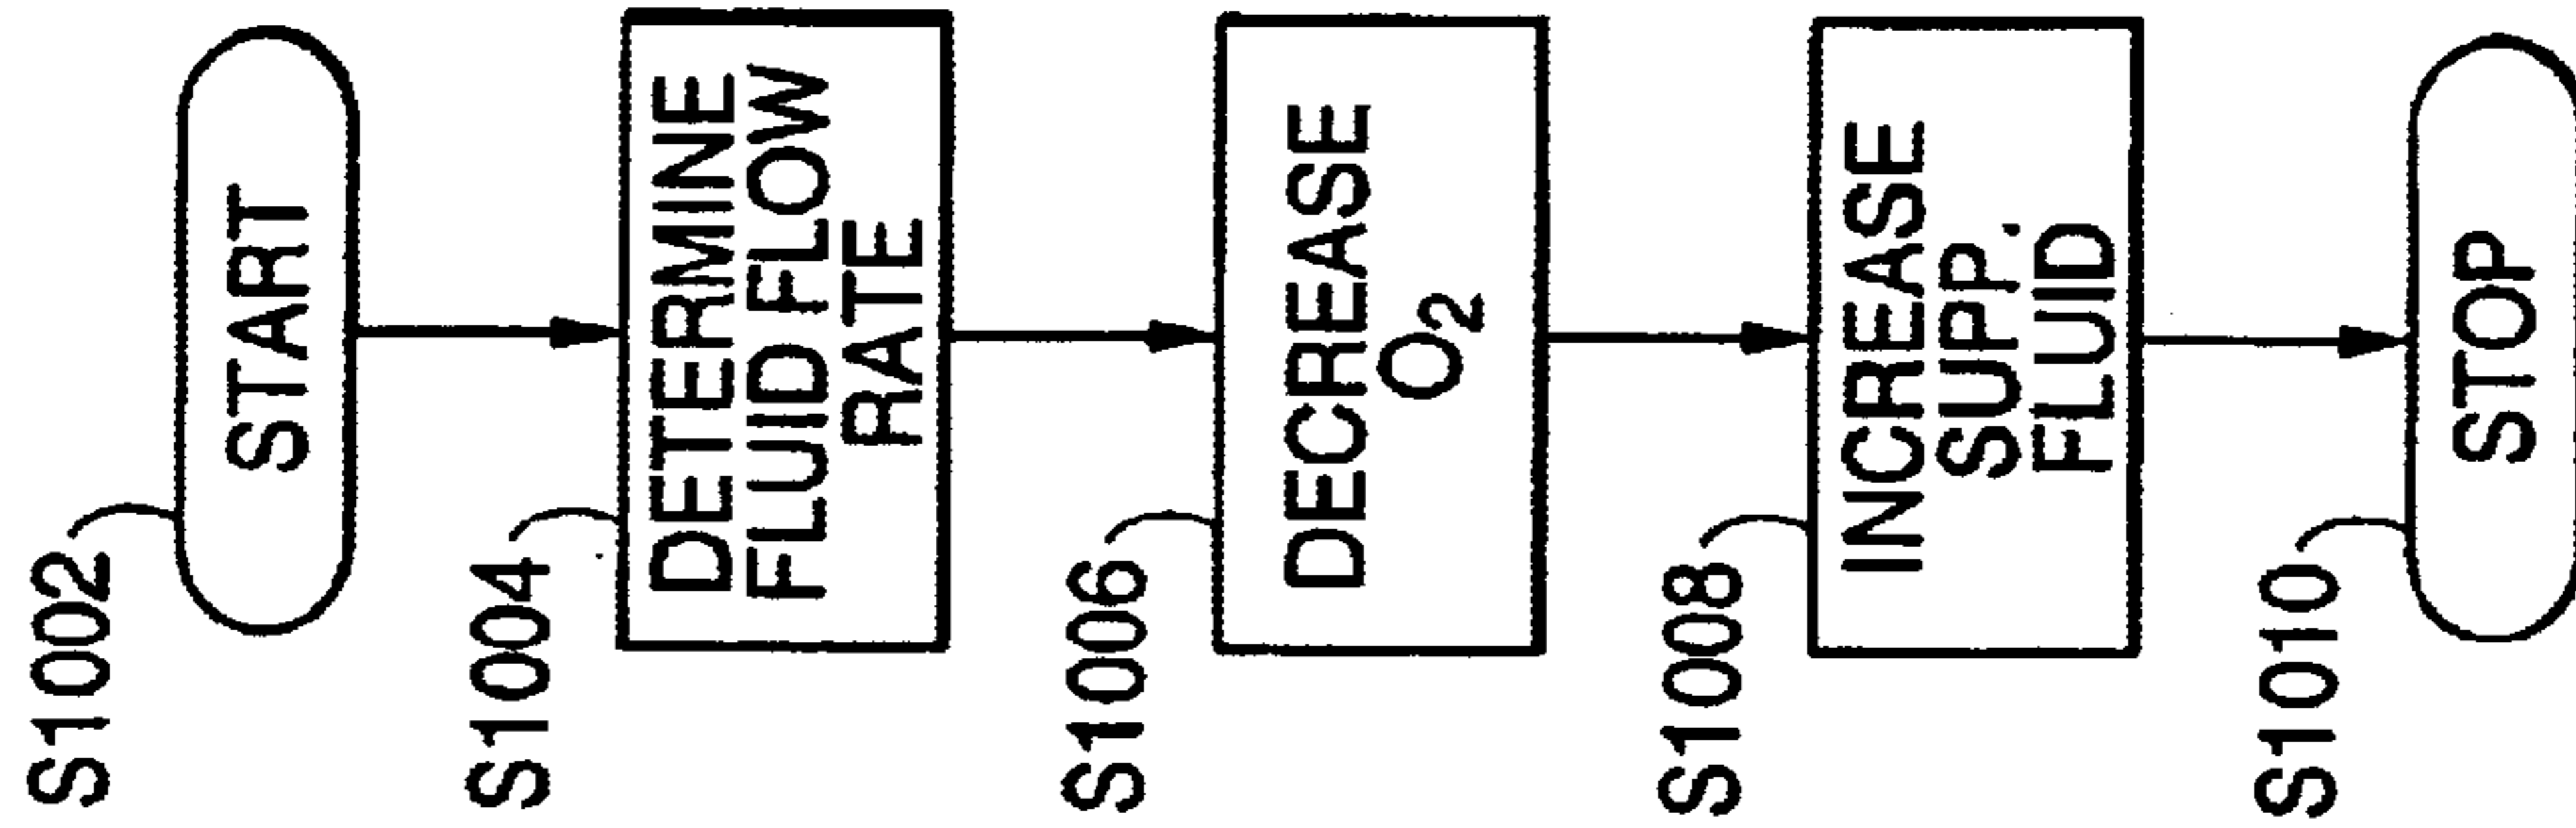 S1002
START
S1004
DETERMINE
FLUID FLOW
RATE
S1006
DECREASE
O₂
S1008
INCREASE
SUPP.
FLUID
S1010
STOP